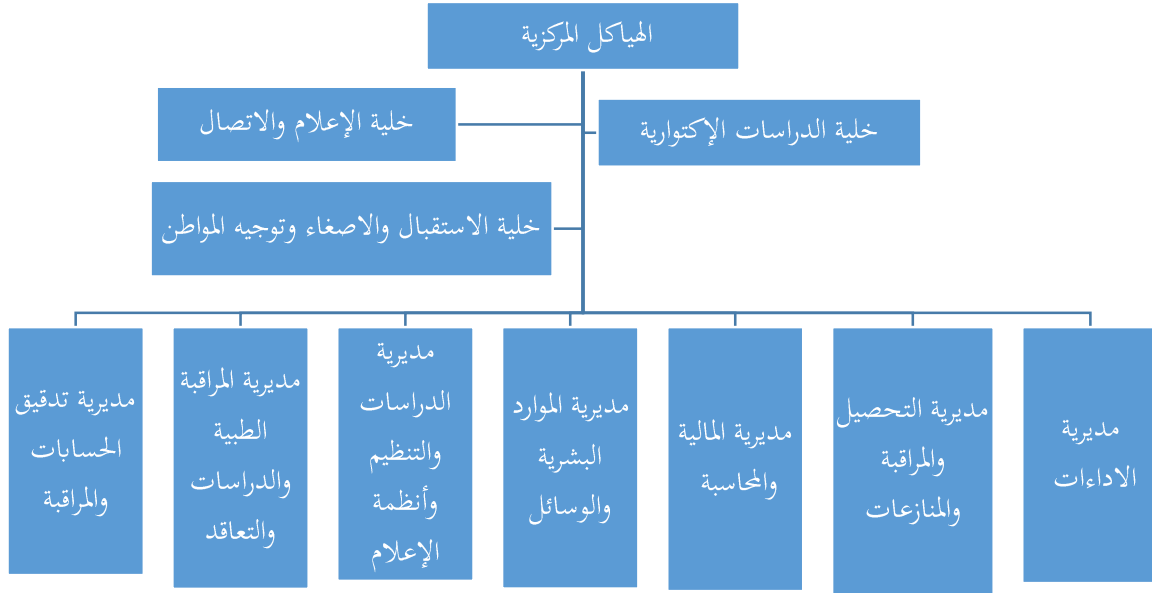 الهياكل المركزية
خلية الدراسات الإكتوارية
خلية الإعلام والاتصال
خلية الاستقبال والاصغاء وتوجيه المواطن
مديرية
الاداءات
مديرية التحصيل
والمراقبة
والمنازعات
مديرية المالية
والمحاسبة
مديرية الموارد
البشرية
والوسائل
مديرية
الدراسات
والتنظيم
وأنظمة
الإعلام
مديرية المراقبة
الطبية
والدراسات
والتعاقد
مديرية تدقيق
الحسابات
والمراقبة